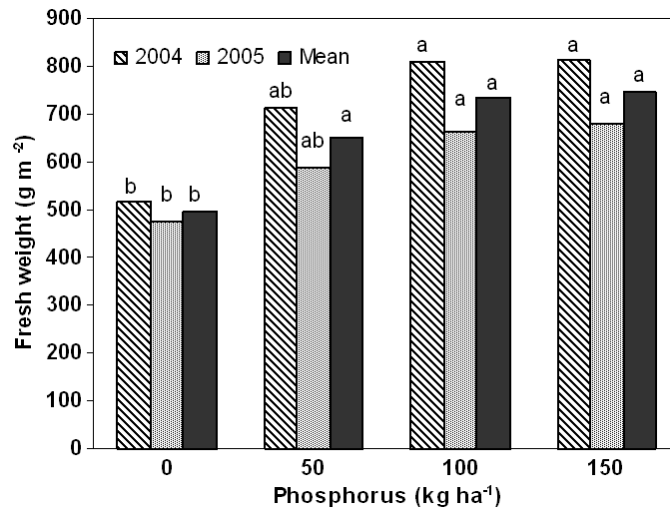 900
800
700
600
500
400
300
200
100
0
Fresh weight (g m -2)
2004 2005 Mean
b b b
ab ab a
a a a
a a a
0 50 100 150
Phosphorus (kg ha-1)